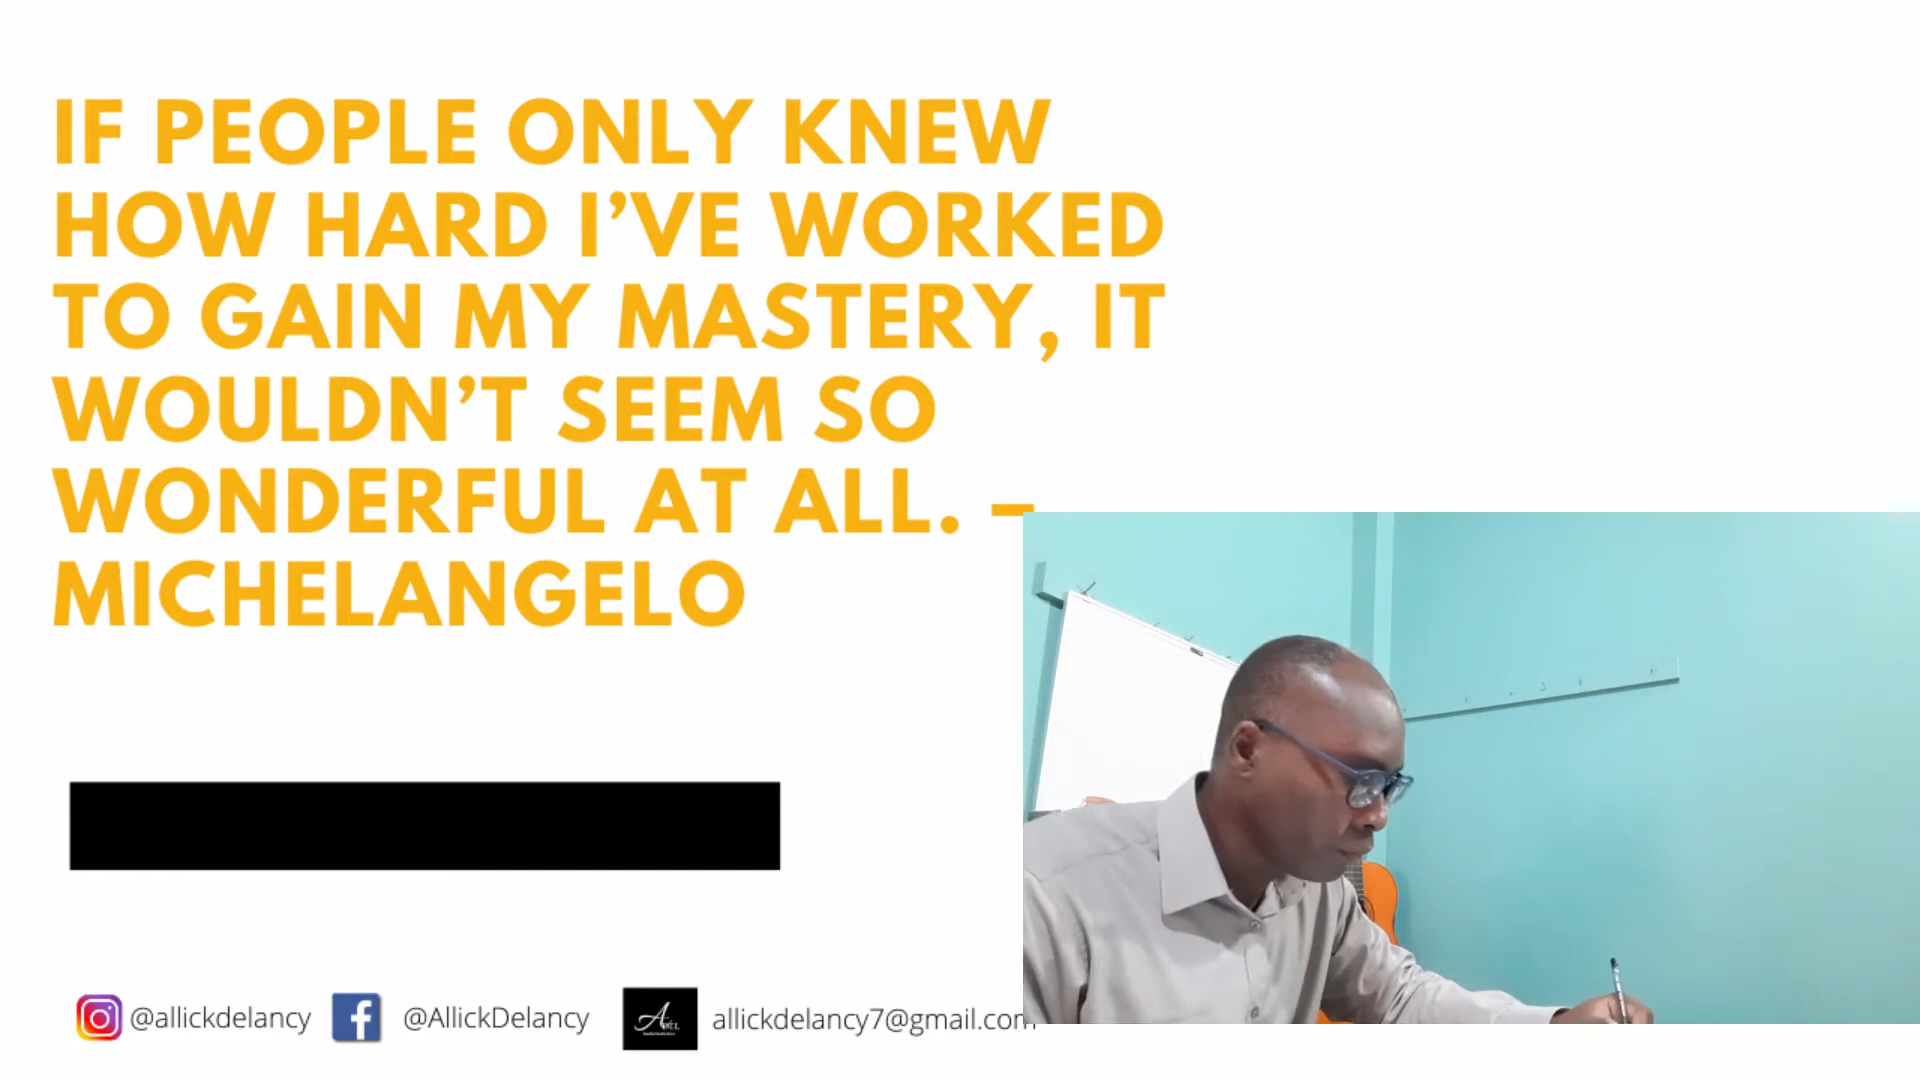 IF PEOPLE ONLY KNEW
HOW HARD I’VE WORKED
TO GAIN MY MASTERY, IT
WOULDN’T SEEM SO
WONDERFUL AT ALL. –
MICHELANGELO
@allickdelancy @AllickDelancy allickdelancy7@gmail.com